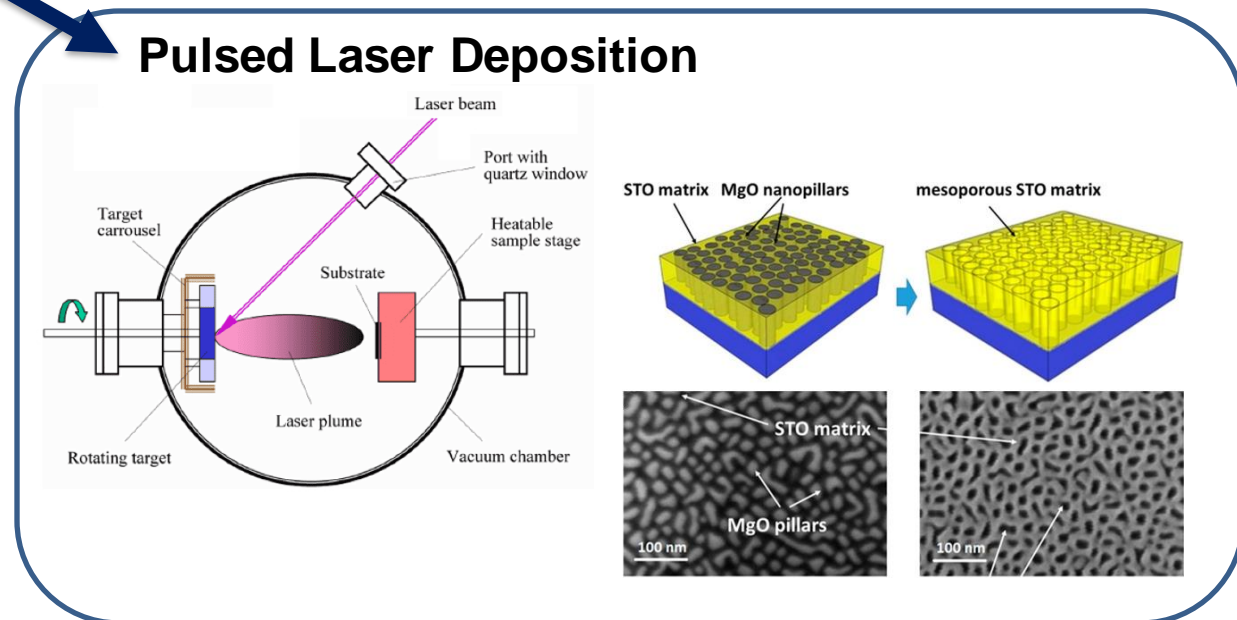 Pulsed Laser Deposition
Laser beam
Port with
quartz window
Target
carrousel
Heatable
sample stage
Substrate
Laser plume
Rotating target
Vacuum chamber
STO matrix MgO nanopillars
mesoporous STO matrix
STO matrix
MgO pillars
100 nm
100 nm